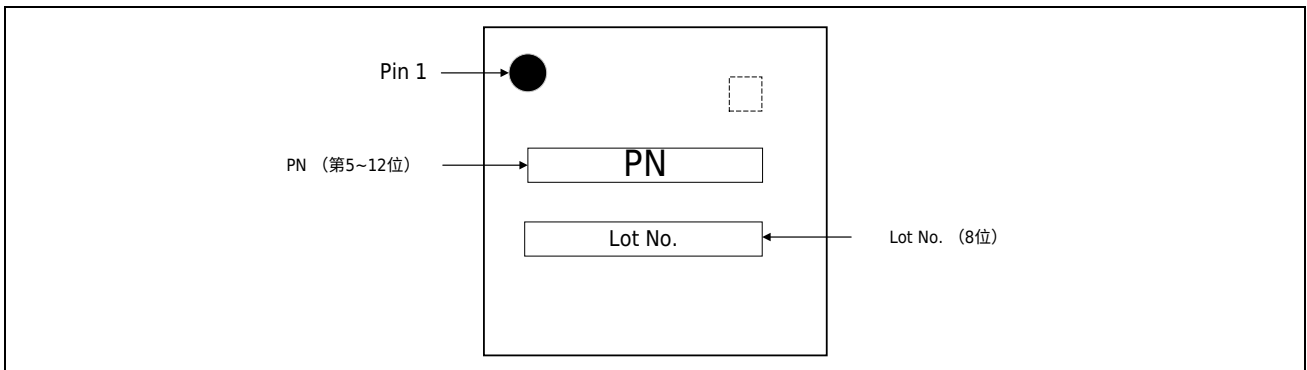 Pin 1
PN （第5~12位）
PN
Lot No.
Lot No. （8位）